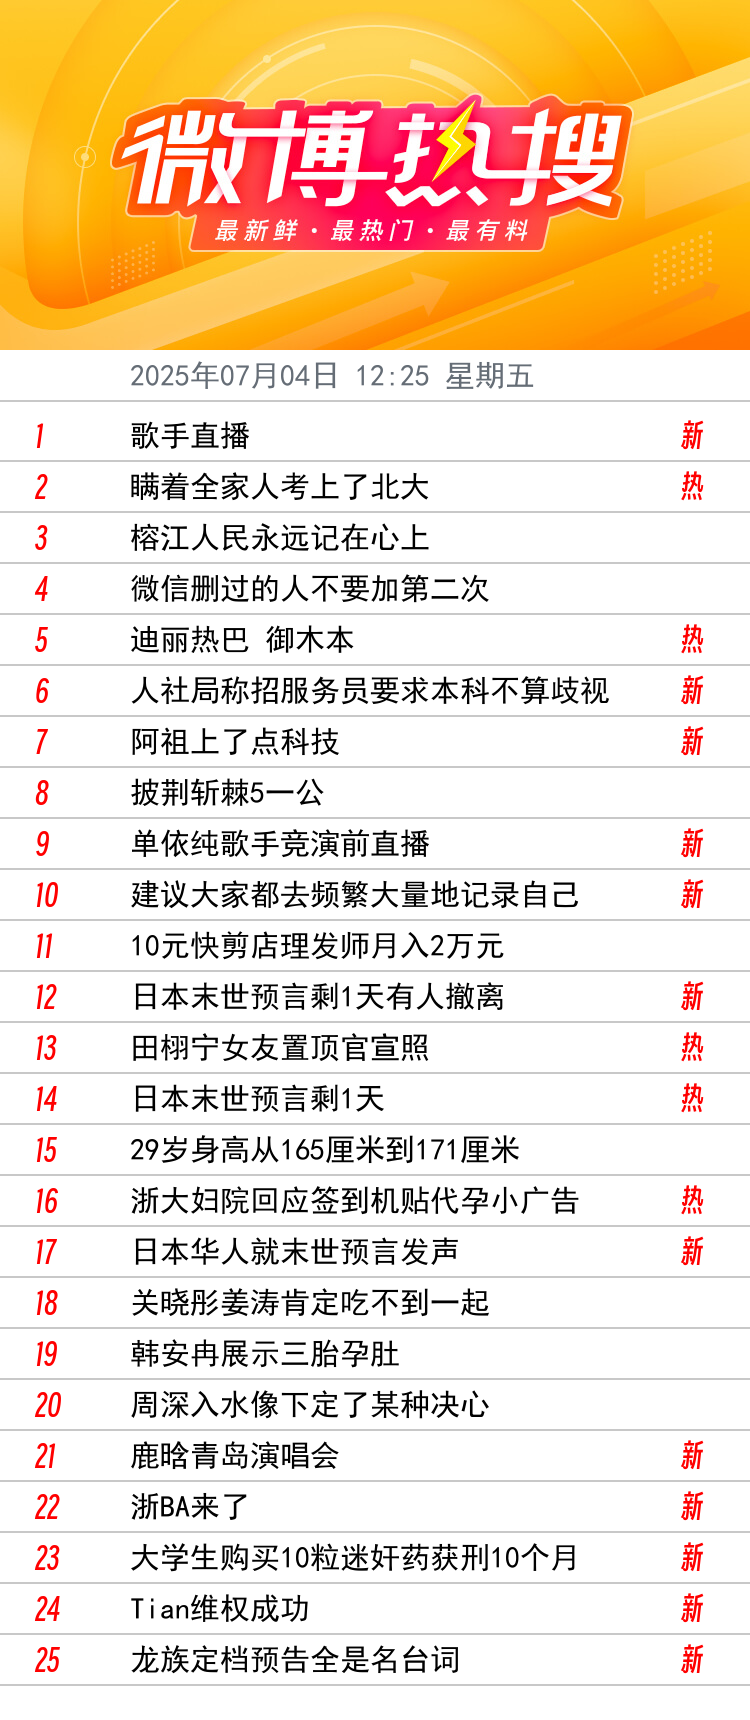 微博热搜
最新鲜·最热门·最有料
2025年07月04日 12:25 星期五
1 歌手直播 新
2 瞒着全家人考上了北大 热
3 榕江人民永远记在心上
4 微信删过的人不要加第二次
5 迪丽热巴 御木本 热
6 人社局称招服务员要求本科不算歧视 新
7 阿祖上了点科技 新
8 披荆斩棘5一公
9 单依纯歌手竞演前直播 新
10 建议大家都去频繁大量地记录自己 新
11 10元快剪店理发师月入2万元
12 日本末世预言剩1天有人撤离 新
13 田栩宁女友置顶官宣照 热
14 日本末世预言剩1天 热
15 29岁身高从165厘米到171厘米
16 浙大妇院回应签到机贴代孕小广告 热
17 日本华人就末世预言发声 新
18 关晓彤姜涛肯定吃不到一起
19 韩安冉展示三胎孕肚
20 周深入水像下定了某种决心
21 鹿晗青岛演唱会 新
22 浙BA来了 新
23 大学生购买10粒迷奸药获刑10个月 新
24 Tian维权成功 新
25 龙族定档预告全是名台词 新